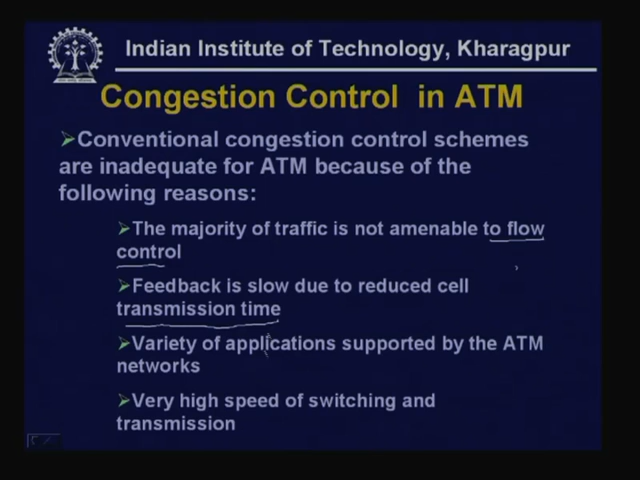 Indian Institute of Technology, Kharagpur
Congestion Control in ATM
➢Conventional congestion control schemes
are inadequate for ATM because of the
following reasons:
➢The majority of traffic is not amenable to flow
control
➢Feedback is slow due to reduced cell
transmission time
➢Variety of applications supported by the ATM
networks
➢Very high speed of switching and
transmission